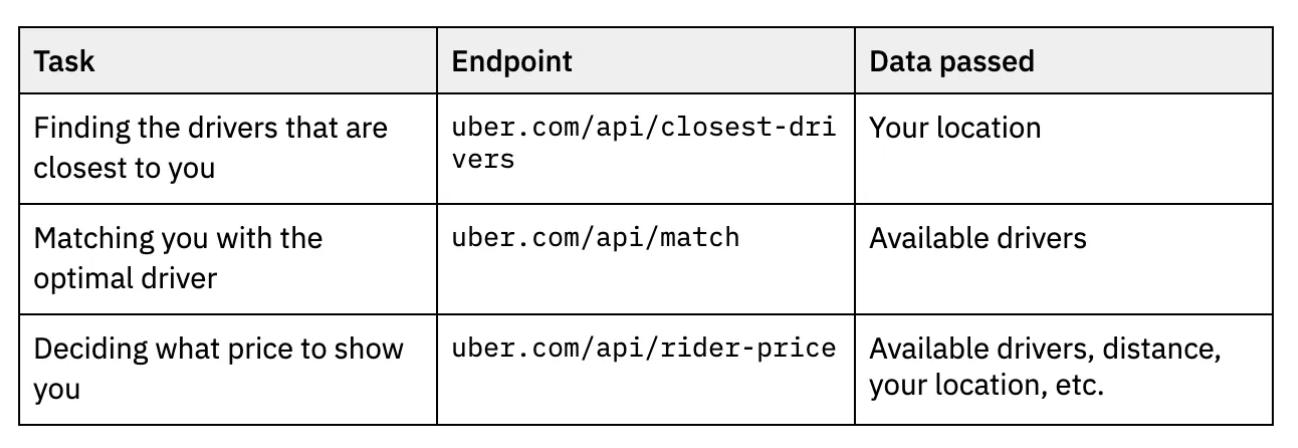 Task Endpoint Data passed
Finding the drivers that are
closest to you
uber.com/api/closest-dri
vers
Your location
Matching you with the
optimal driver
uber.com/api/match
Available drivers
Deciding what price to show
you
uber.com/api/rider-price
Available drivers, distance,
your location, etc.